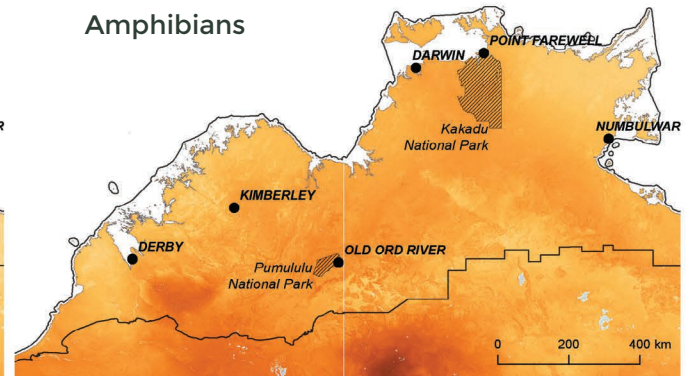 Amphibians
POINT FAREWELL
DARWIN
Kakadu
National Park
NUMBULWAR
R
KIMBERLEY
DERBY
OLD ORD RIVER
Pumululu
National Park
0 200 400 km